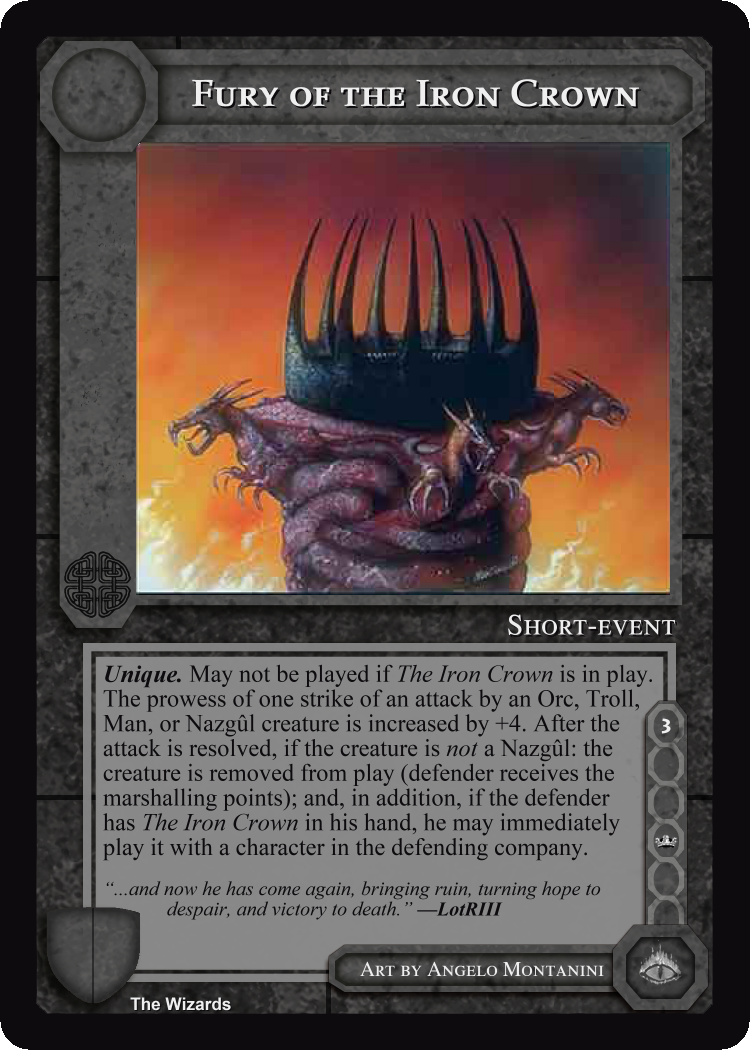 Fury of the Iron Crown
Short-event
Unique. May not be played if The Iron Crown is in play.
The prowess of one strike of an attack by an Orc, Troll,
Man, or Nazgûl creature is increased by +4. After the
attack is resolved, if the creature is not a Nazgûl: the
creature is removed from play (defender receives the
marshalling points); and, in addition, if the defender
has The Iron Crown in his hand, he may immediately
play it with a character in the defending company.
3
“...and now he has come again, bringing ruin, turning hope to
despair, and victory to death.” —LotRIII
Art by Angelo Montanini
The Wizards